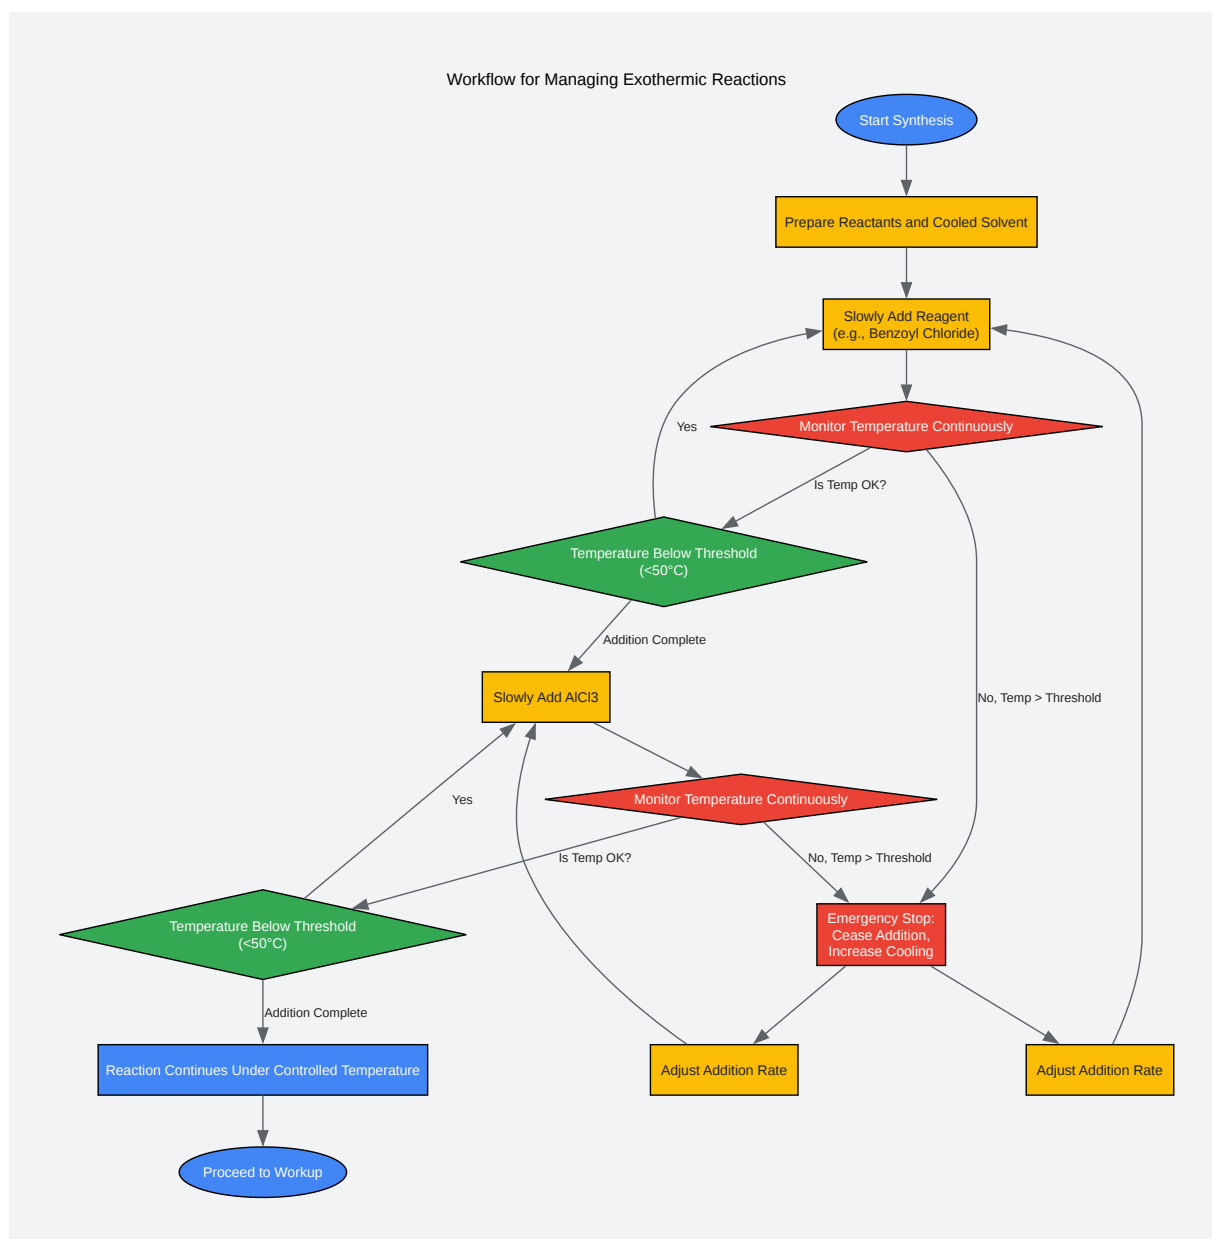 Workflow for Managing Exothermic Reactions
Start Synthesis
Prepare Reactants and Cooled Solvent
Slowly Add Reagent
(e.g., Benzoyl Chloride)
Yes
Monitor Temperature Continuously
Is Temp OK?
Temperature Below Threshold
(<50°C)
Addition Complete
Slowly Add AlCl3
No, Temp > Threshold
Yes
Monitor Temperature Continuously
Is Temp OK?
No, Temp > Threshold
Temperature Below Threshold
(<50°C)
Emergency Stop:
Cease Addition,
Increase Cooling
Addition Complete
Reaction Continues Under Controlled Temperature
Adjust Addition Rate
Adjust Addition Rate
Proceed to Workup